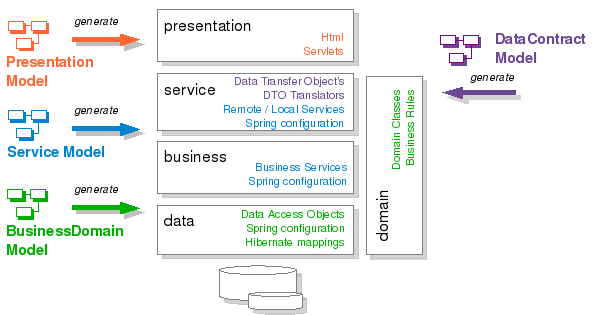 generate
Presentation
Model
presentation
Html
Servlets
DataContract
Model
generate
generate
Service Model
service
Data Transfer Object's
DTO Translators
Remote / Local Services
Spring configuration
business
Business Services
Spring configuration
generate
BusinessDomain
Model
data
Data Access Objects
Spring configuration
Hibernate mappings
domain
Domain Classes
Business Rules